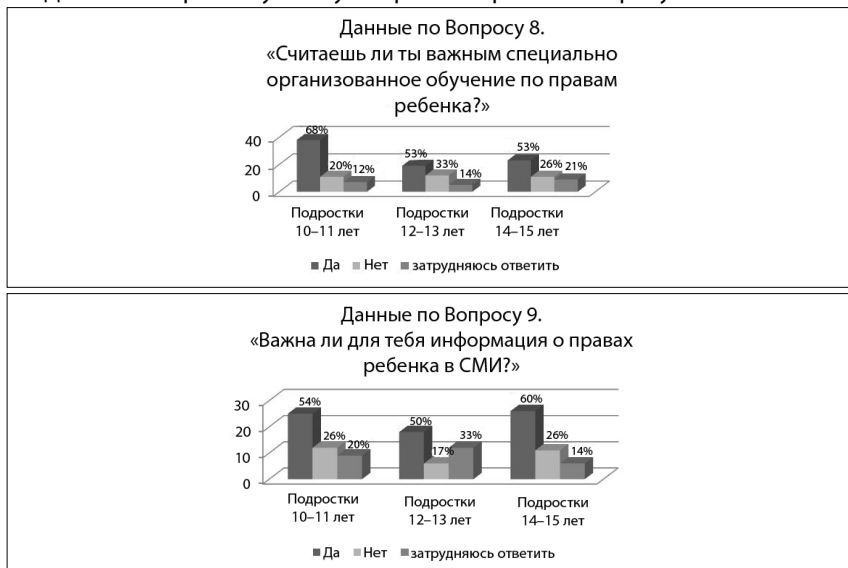 Данные по Вопросу 8.
«Считаешь ли ты важным специально
организованное обучение по правам
ребенка?»
68%
40
20%
12%
53%
33%
14%
53%
26%
21%
20
0
Подростки
10–11 лет
Подростки
12–13 лет
Подростки
14–15 лет
Да Нет затрудняюсь ответить
Данные по Вопросу 9.
«Важна ли для тебя информация о правах
ребенка в СМИ?»
30
54%
26%
20%
50%
17%
33%
60%
26%
14%
20
10
0
Подростки
10–11 лет
Подростки
12–13 лет
Подростки
14–15 лет
Да Нет затрудняюсь ответить